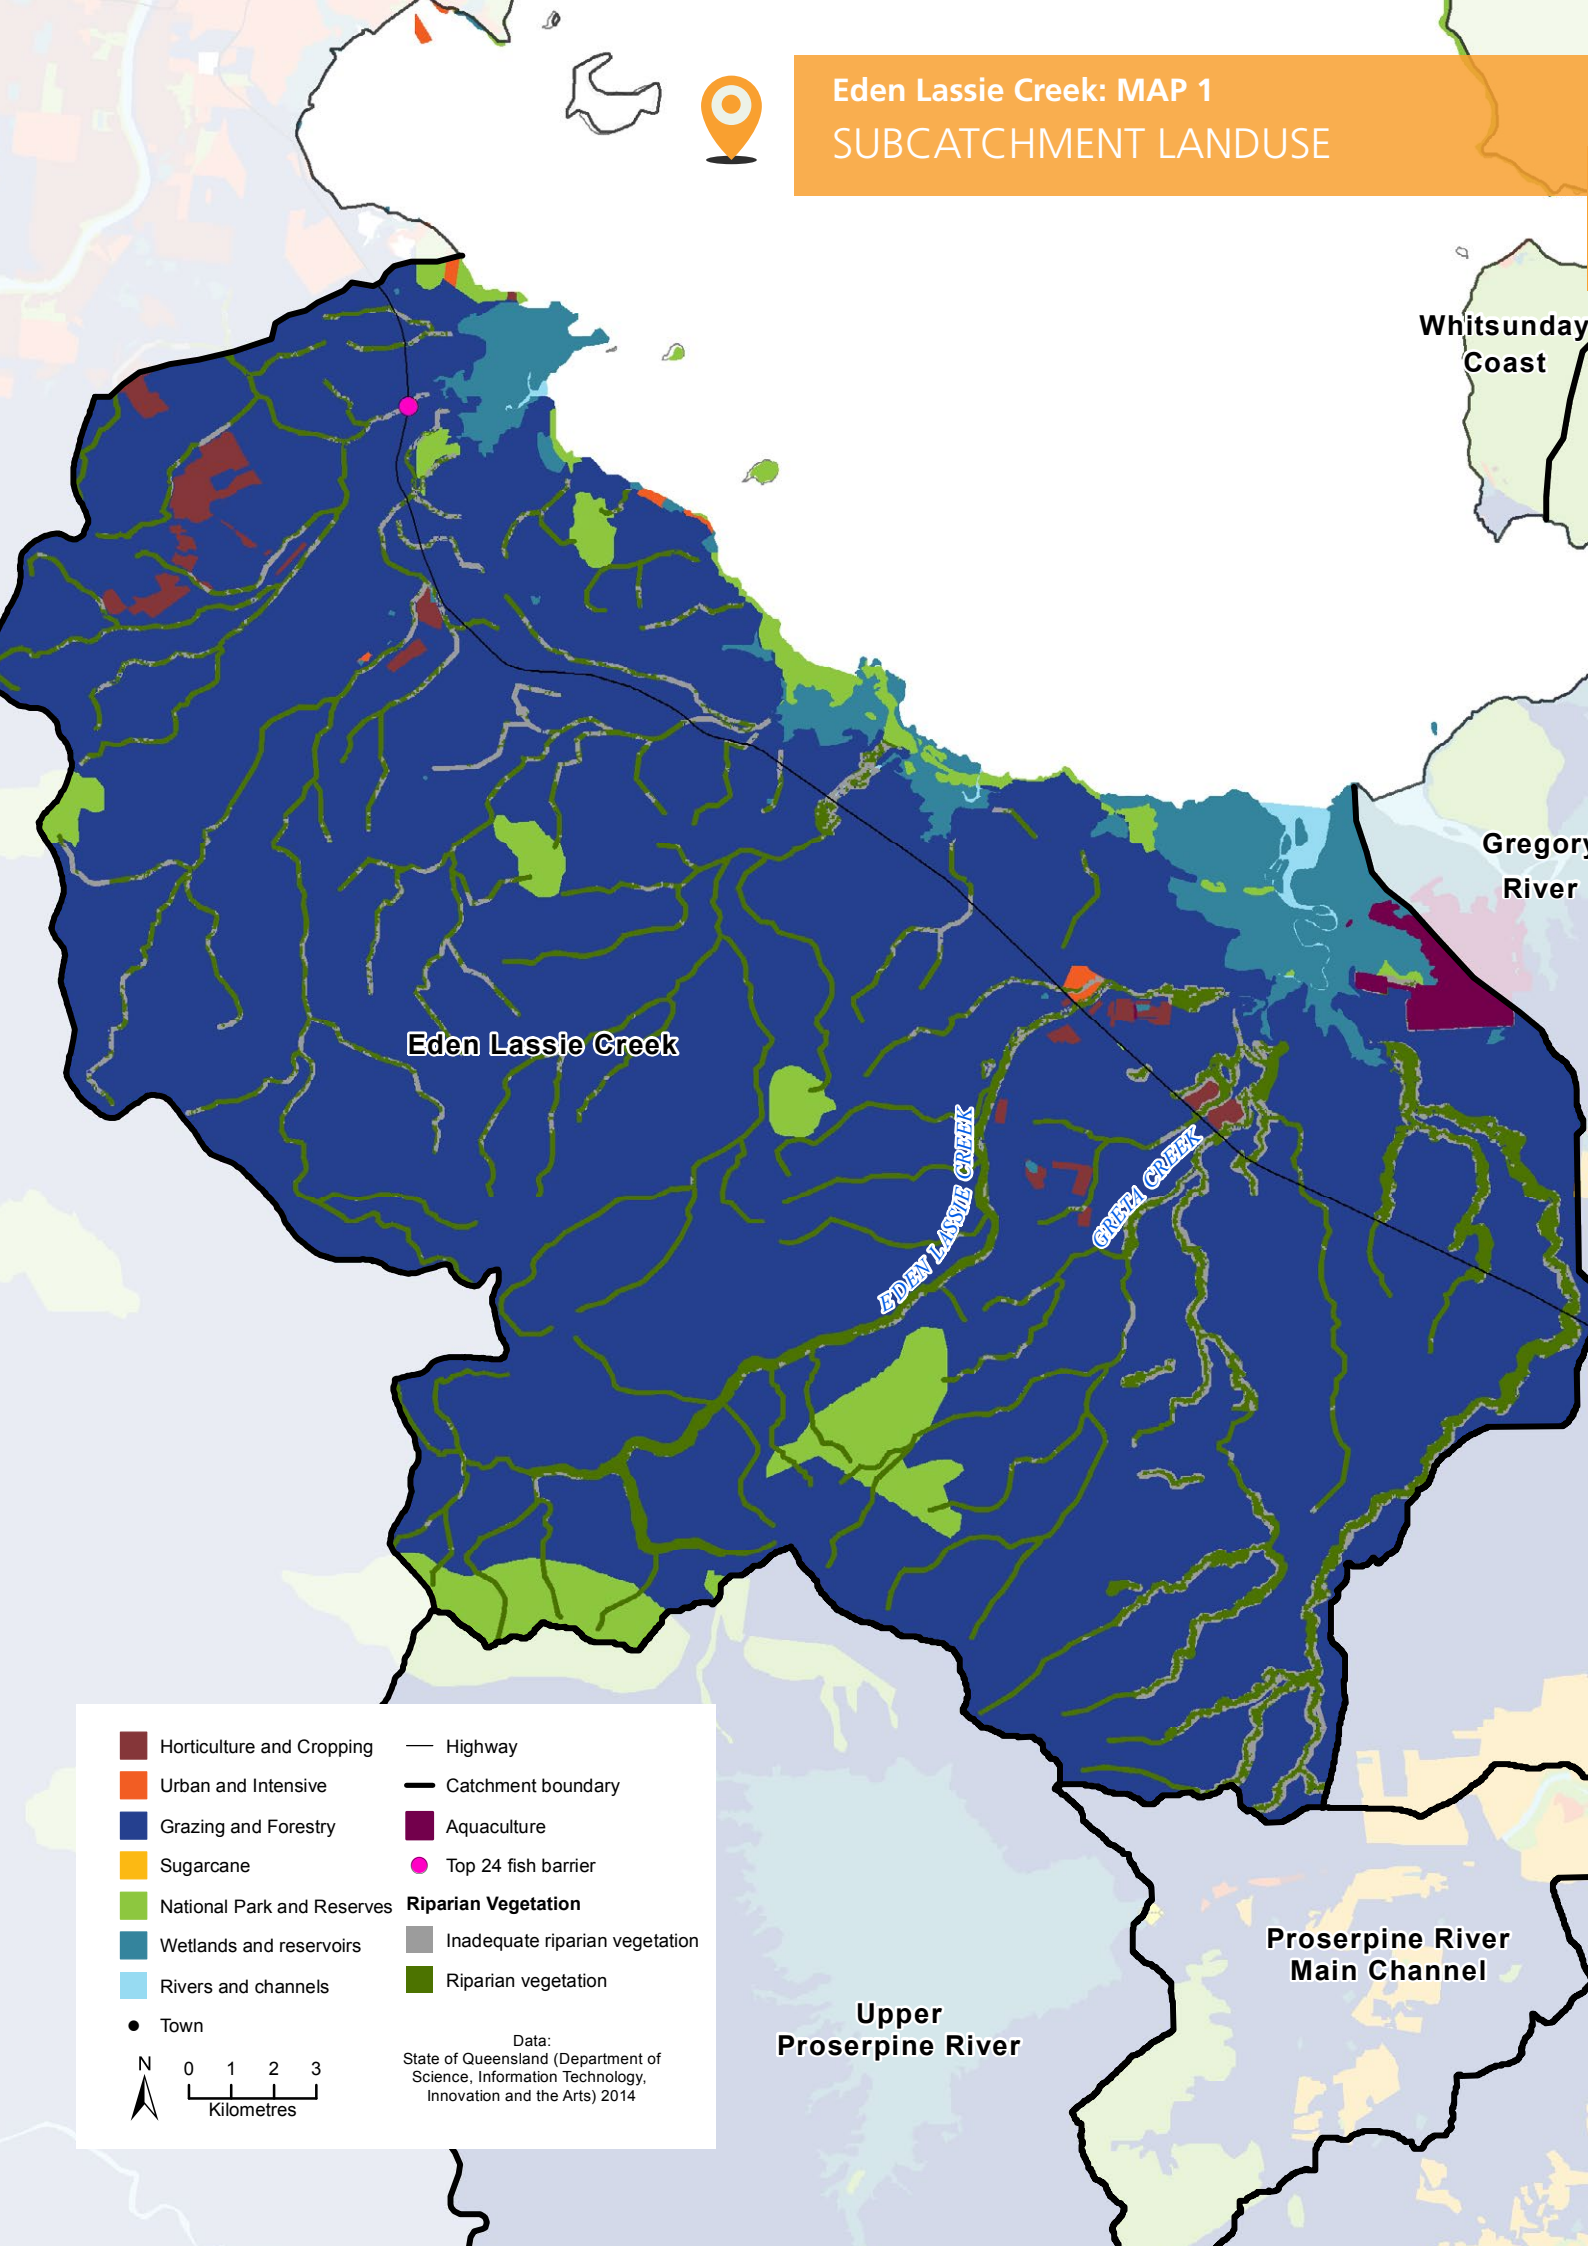 Eden Lassie Creek: MAP 1
SUBCATCHMENT LANDUSE
Whitsunday
Coast
Gregory
River
Eden Lassie Creek
EDEN LASSIE CREEK
GRETA CREEK
Horticulture and Cropping
Urban and Intensive
Grazing and Forestry
Sugarcane
National Park and Reserves
Wetlands and reservoirs
Rivers and channels
Town
Highway
Catchment boundary
Aquaculture
Top 24 fish barrier
Riparian Vegetation
Inadequate riparian vegetation
Riparian vegetation
N
0 1 2 3
Kilometres
Data:
State of Queensland (Department of
Science, Information Technology,
Innovation and the Arts) 2014
Upper
Proserpine River
Proserpine River
Main Channel